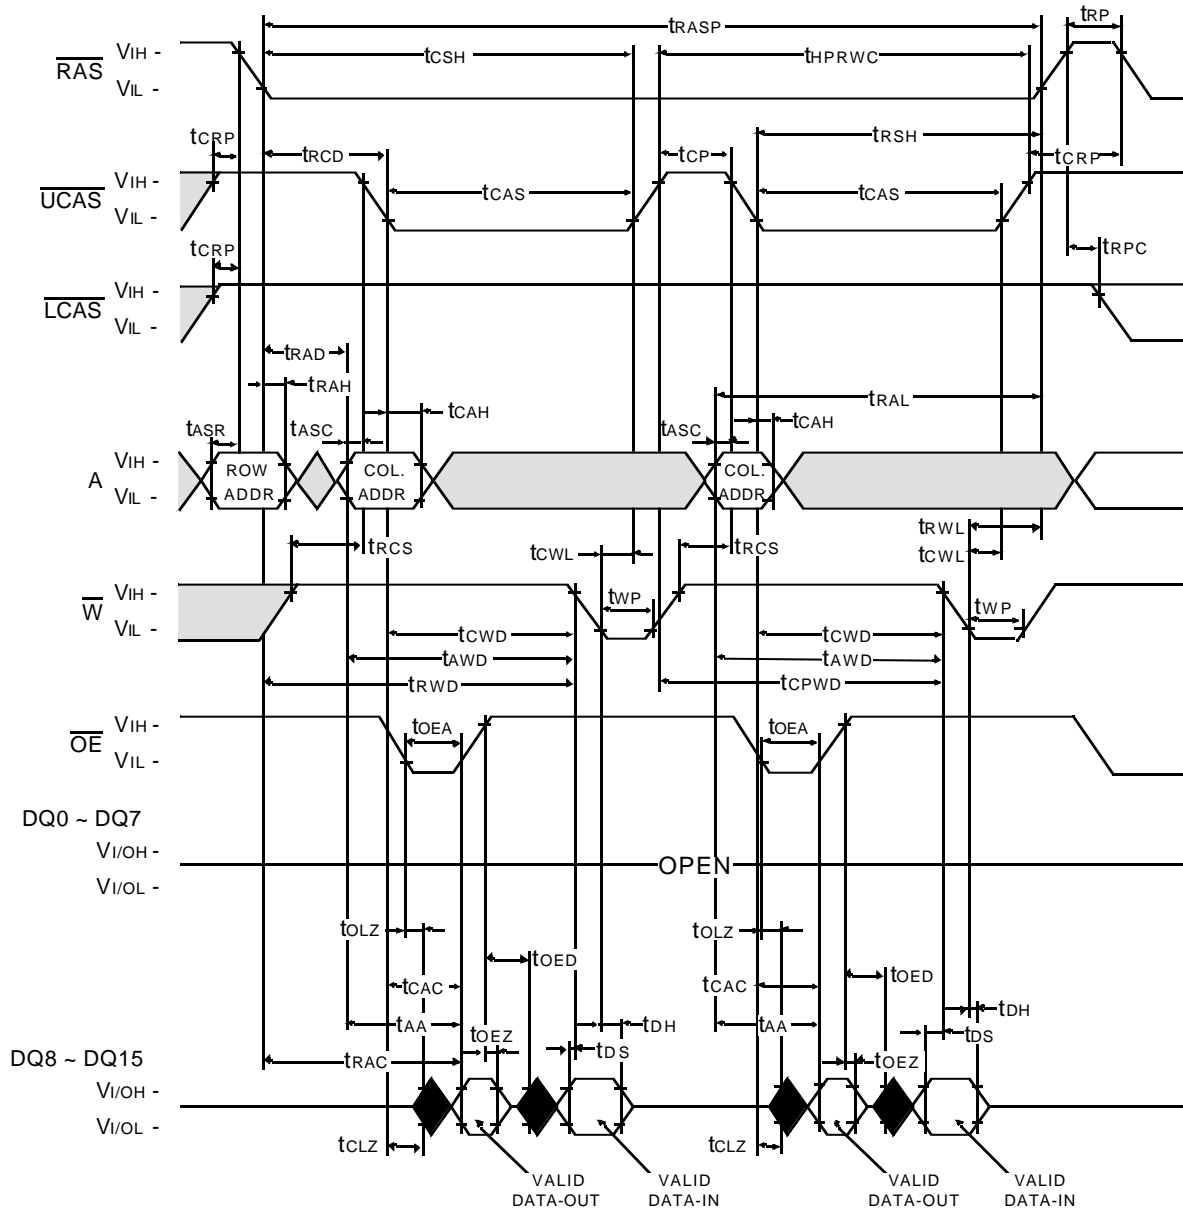 tRASP
tRP
RAS
VIH -
VIL -
tCSH
tHPRWC
tCRP
tRCD
tCP
tRSH
tCRP
UCAS
VIH -
VIL -
tCAS
tCAS
tCRP
tRPC
LCAS
VIH -
VIL -
tRAD
tRAH
tCAH
tRAL
tASR
tASC
tASC
tCAH
A
VIH -
VIL -
ROW
ADDR
COL.
ADDR
COL.
ADDR
tRCS
tCWL
tRCS
tRWL
tCWL
W
VIH -
VIL -
tWP
tWP
tCWD
tCWD
tAWD
tAWD
tRWD
tCPWD
OE
VIH -
VIL -
tOEA
tOEA
DQ0 ~ DQ7
VI/OH -
VI/OL -
OPEN
tOLZ
tOLZ
tOED
tOED
tCAC
tCAC
tAA
tOEZ
tDH
tAA
tDH
DQ8 ~ DQ15
tRAC
tDS
tOEZ
tDS
VI/OH -
VI/OL -
tCLZ
tCLZ
VALID
DATA-OUT
VALID
DATA-IN
VALID
DATA-OUT
VALID
DATA-IN